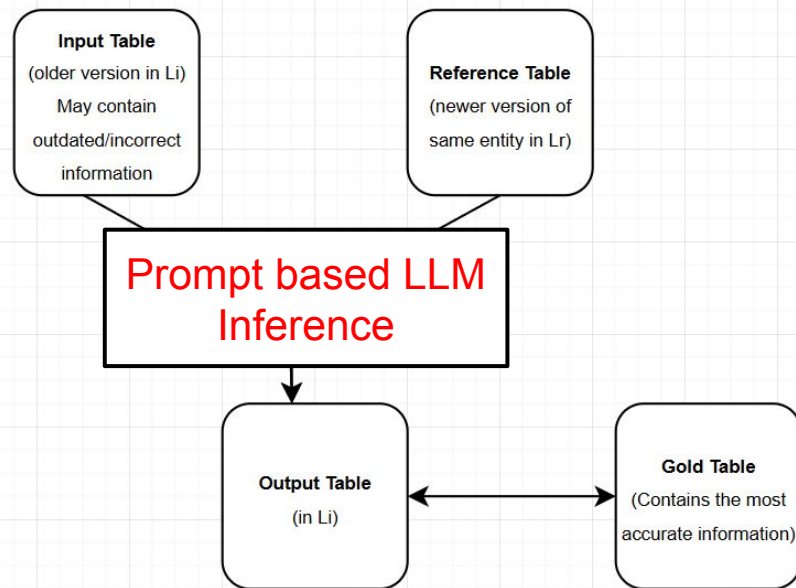 Input Table
(older version in Li)
May contain
outdated/incorrect
information
Reference Table
(newer version of
same entity in Lr)
Prompt based LLM
Inference
Output Table
(in Li)
Gold Table
(Contains the most
accurate information)